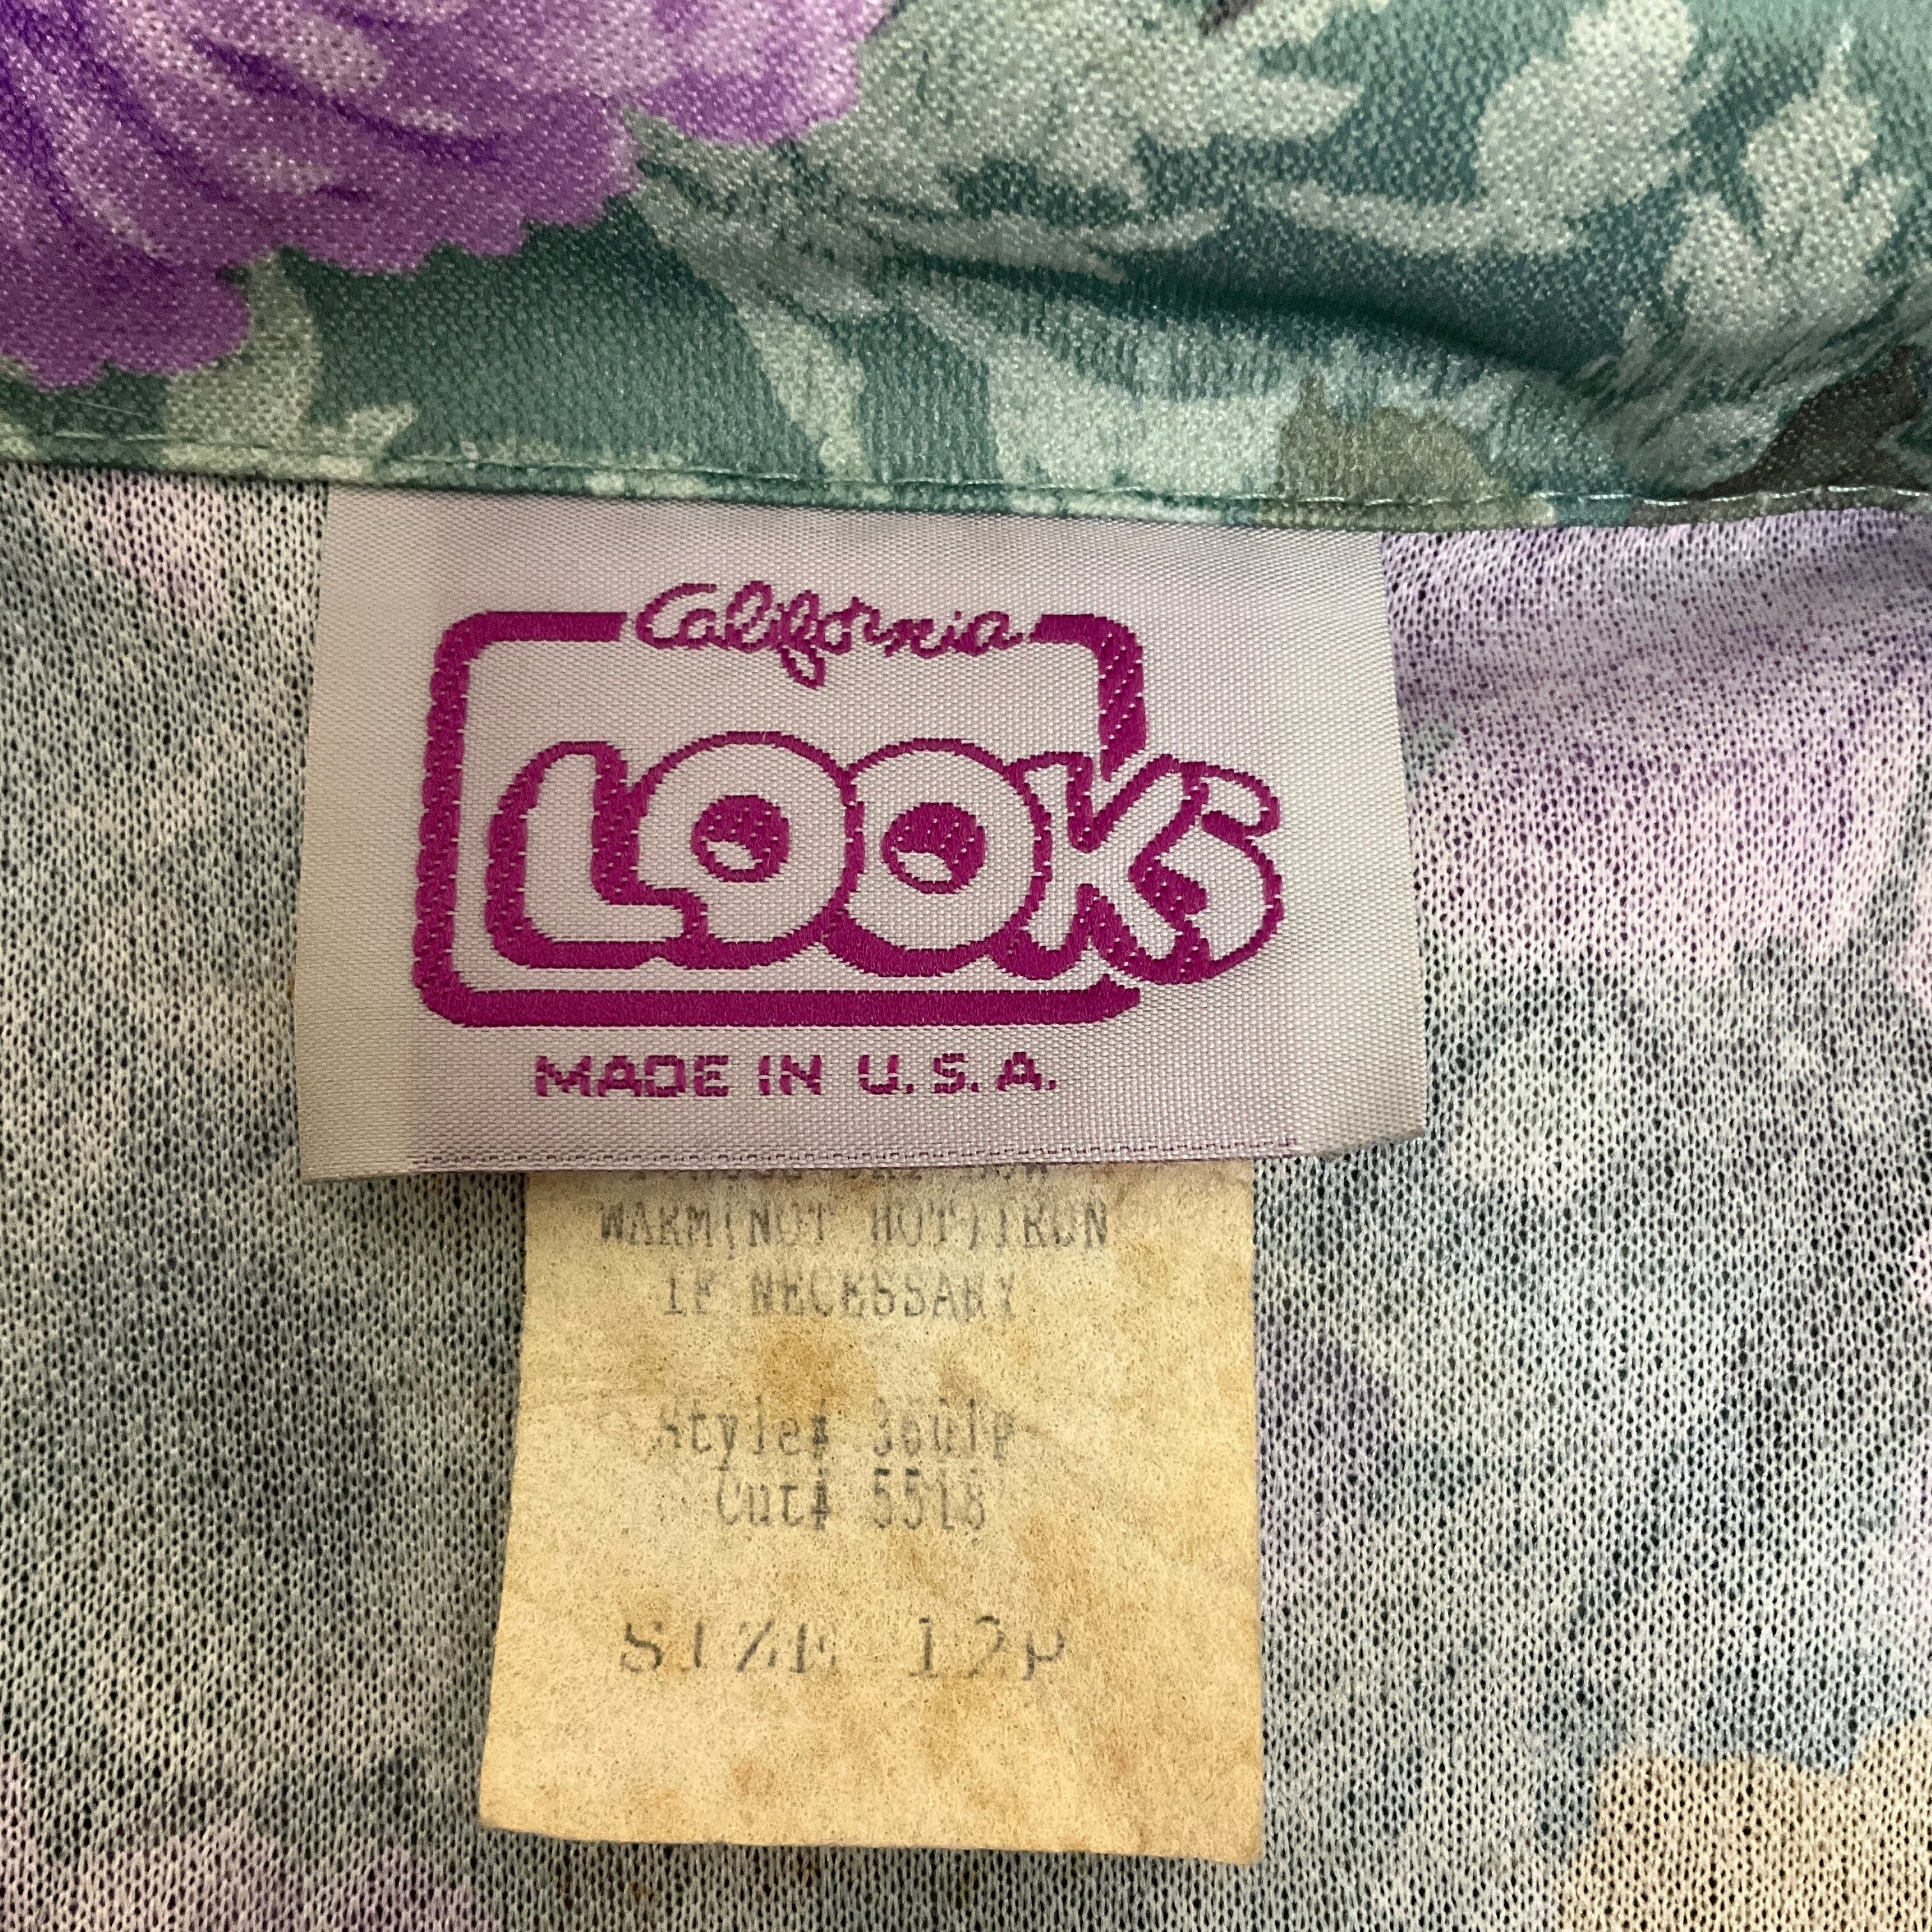 California
LOOKS
MADE IN U.S.A.
WARM(NOT HOT)IRON
IF NECESSARY
Style# 3601P
Cut# 5518
SIZE 12P